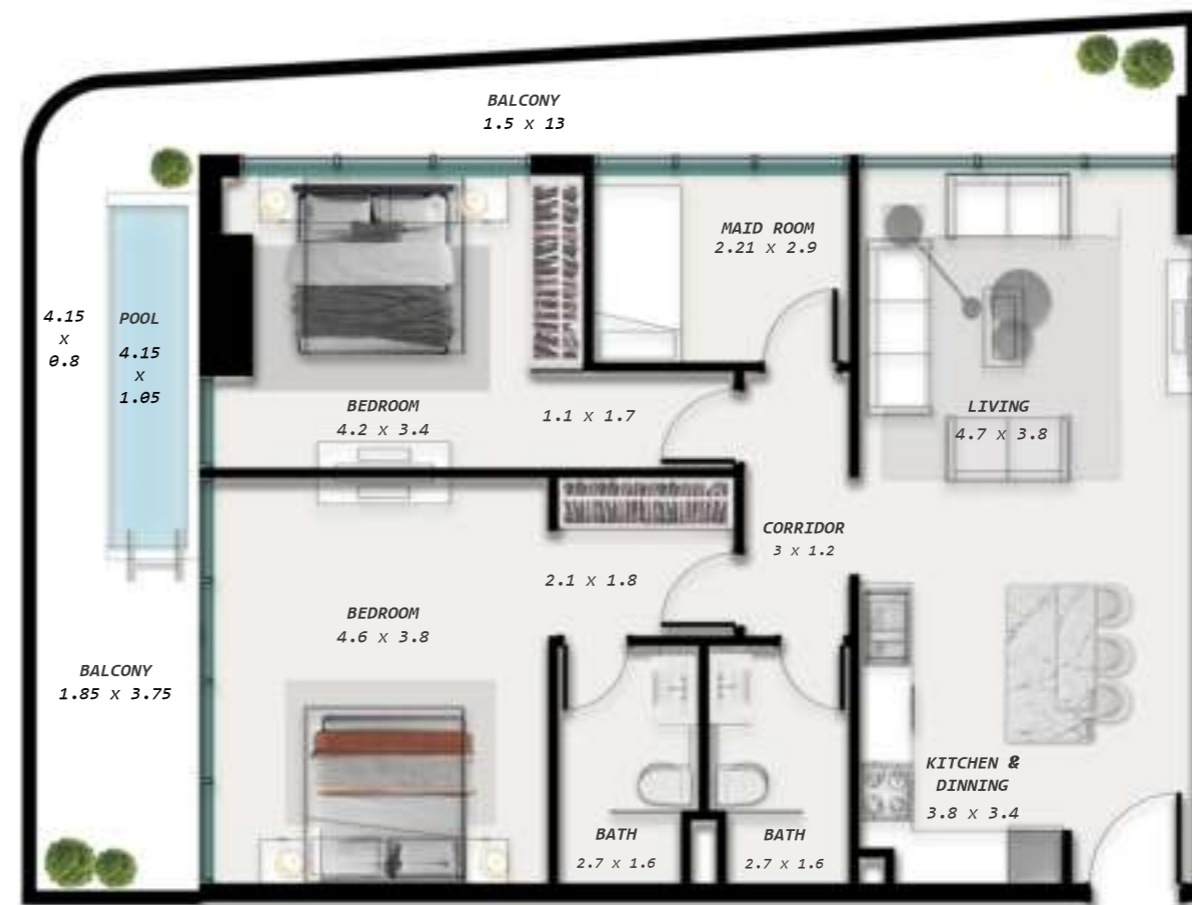 BALCONY
1.5 x 13
MAID ROOM
2.21 x 2.9
4.15
x
0.8
POOL
4.15
x
1.05
BEDROOM
4.2 x 3.4
1.1 x 1.7
LIVING
4.7 x 3.8
CORRIDOR
3 x 1.2
2.1 x 1.8
BEDROOM
4.6 x 3.8
BALCONY
1.85 x 3.75
KITCHEN &
DINNING
3.8 x 3.4
BATH
2.7 x 1.6
BATH
2.7 x 1.6